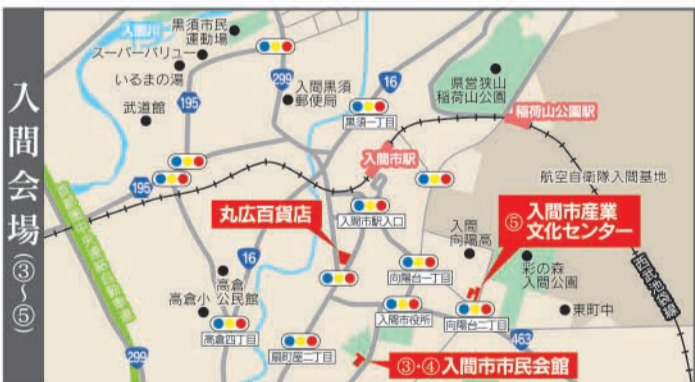 入間会場(③~⑤)
入間川
黒須市民
運動場
スーパーバリュー
いるまの湯
武道館
195
299
入間黒須
郵便局
16
黒須一丁目
県営狭山
稲荷山公園
稲荷山公園駅
入間市駅
195
航空自衛隊入間基地
丸広百貨店
入間市駅入口
入間
向陽高
⑤
入間市産業
文化センター
16
高倉
公民館
高倉小
向陽台一丁目
彩の森
入間公園
西武池袋線
東町中
高倉四丁目
入間市役所
向陽台二丁目
463
扇町屋二丁目
299
③・④入間市市民会館